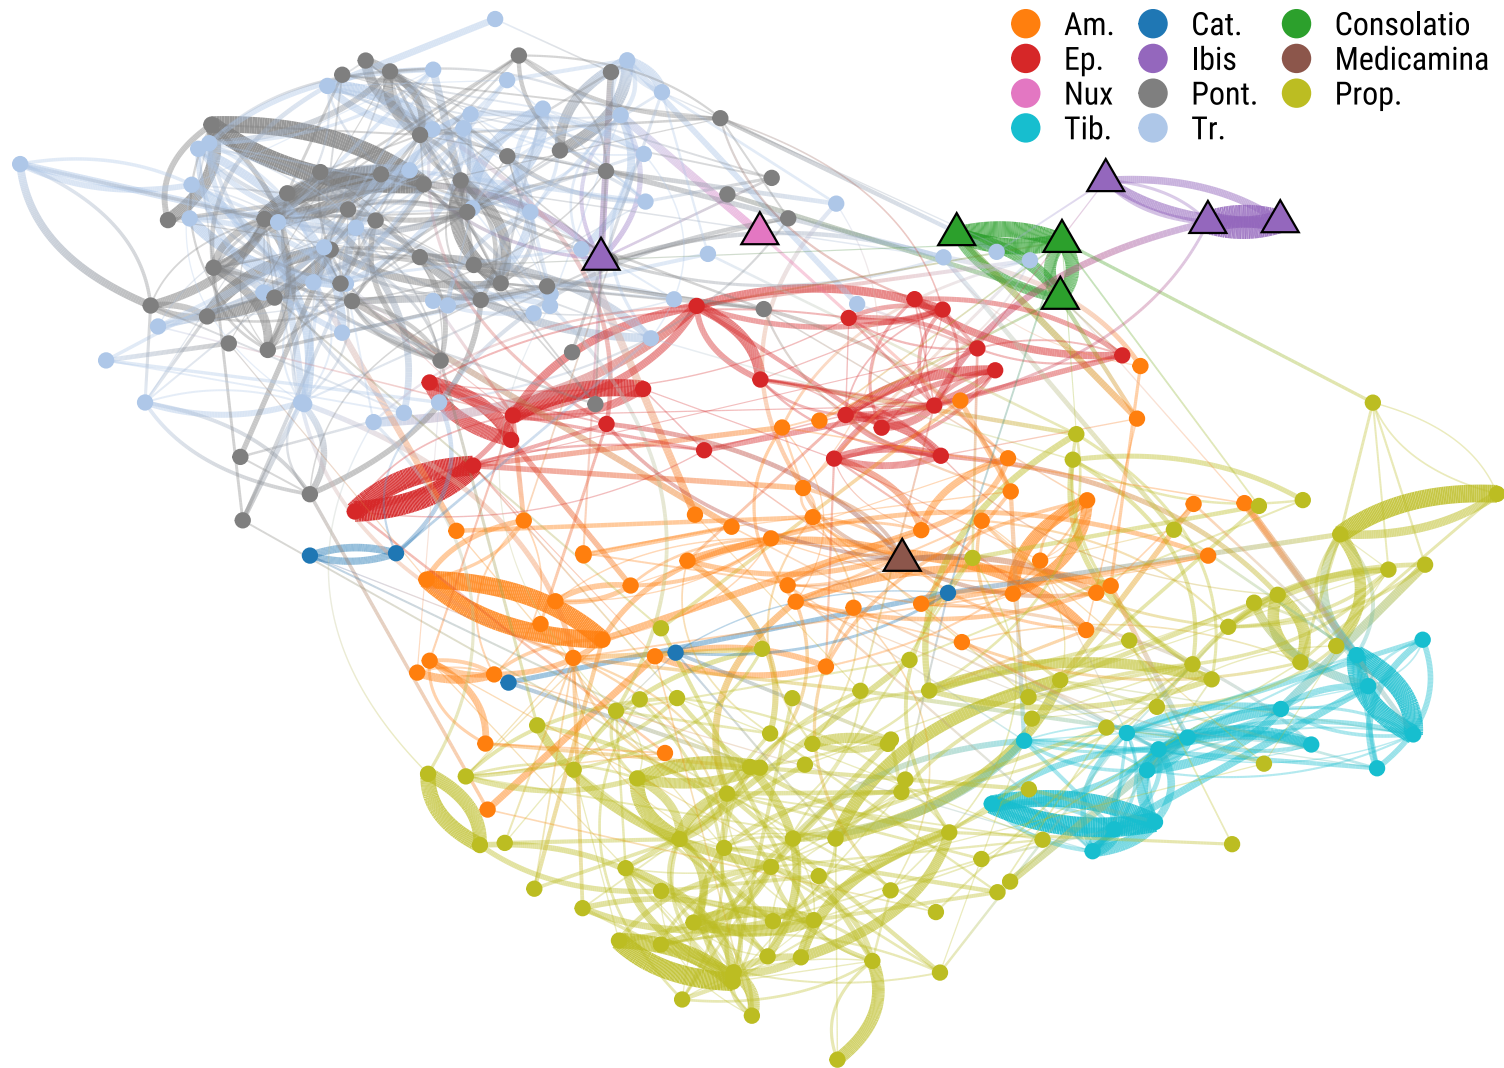 Am. Cat. Consolatio
Ep. Ibis Medicamina
Nux Pont. Prop.
Tib. Tr.